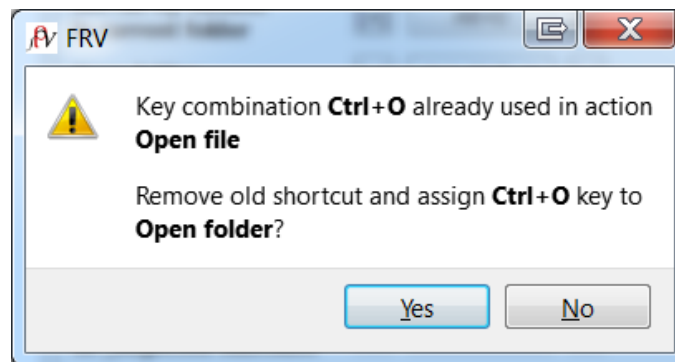 FRV
Key combination Ctrl+O already used in action
Open file
Remove old shortcut and assign Ctrl+O key to
Open folder?
Yes
No